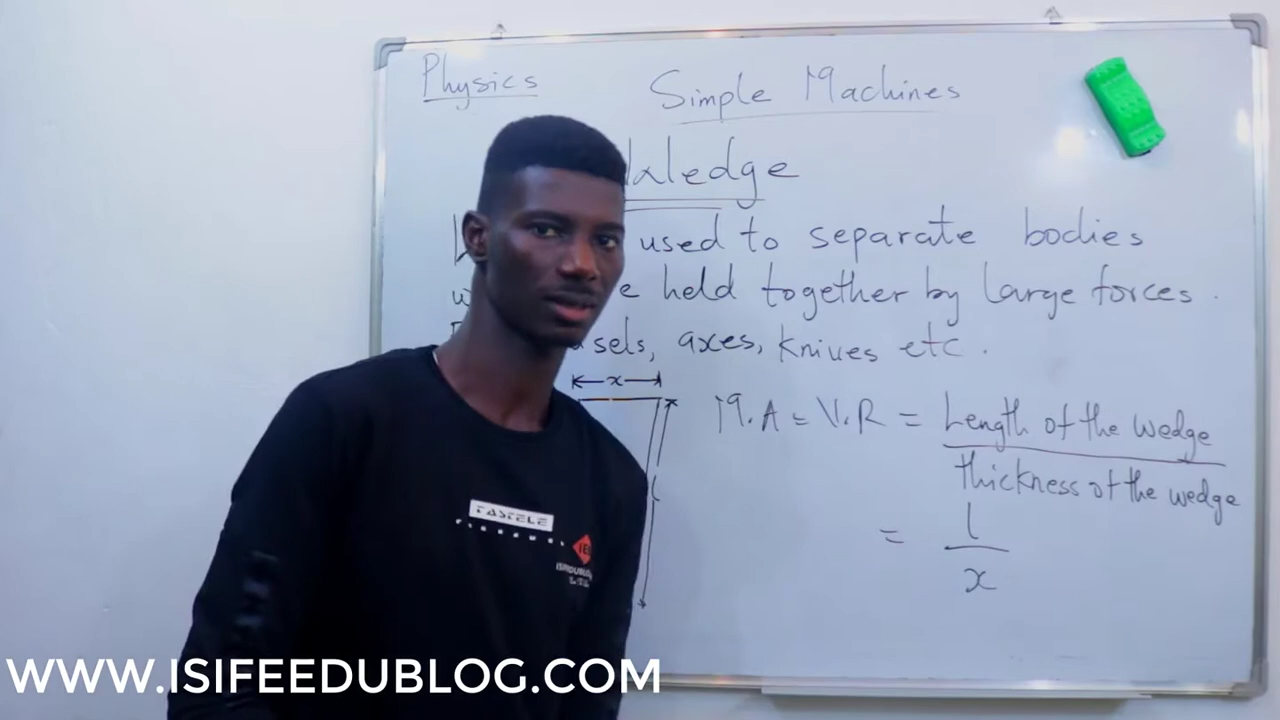 Physics
Simple Machines
Wedge
used to separate bodies
held together by large forces.
axes, knives etc.
x
M.A = V.R = Length of the wedge
thickness of the wedge
l
= l
x
TASTELE
WWW.ISIFEEDUBLOG.COM